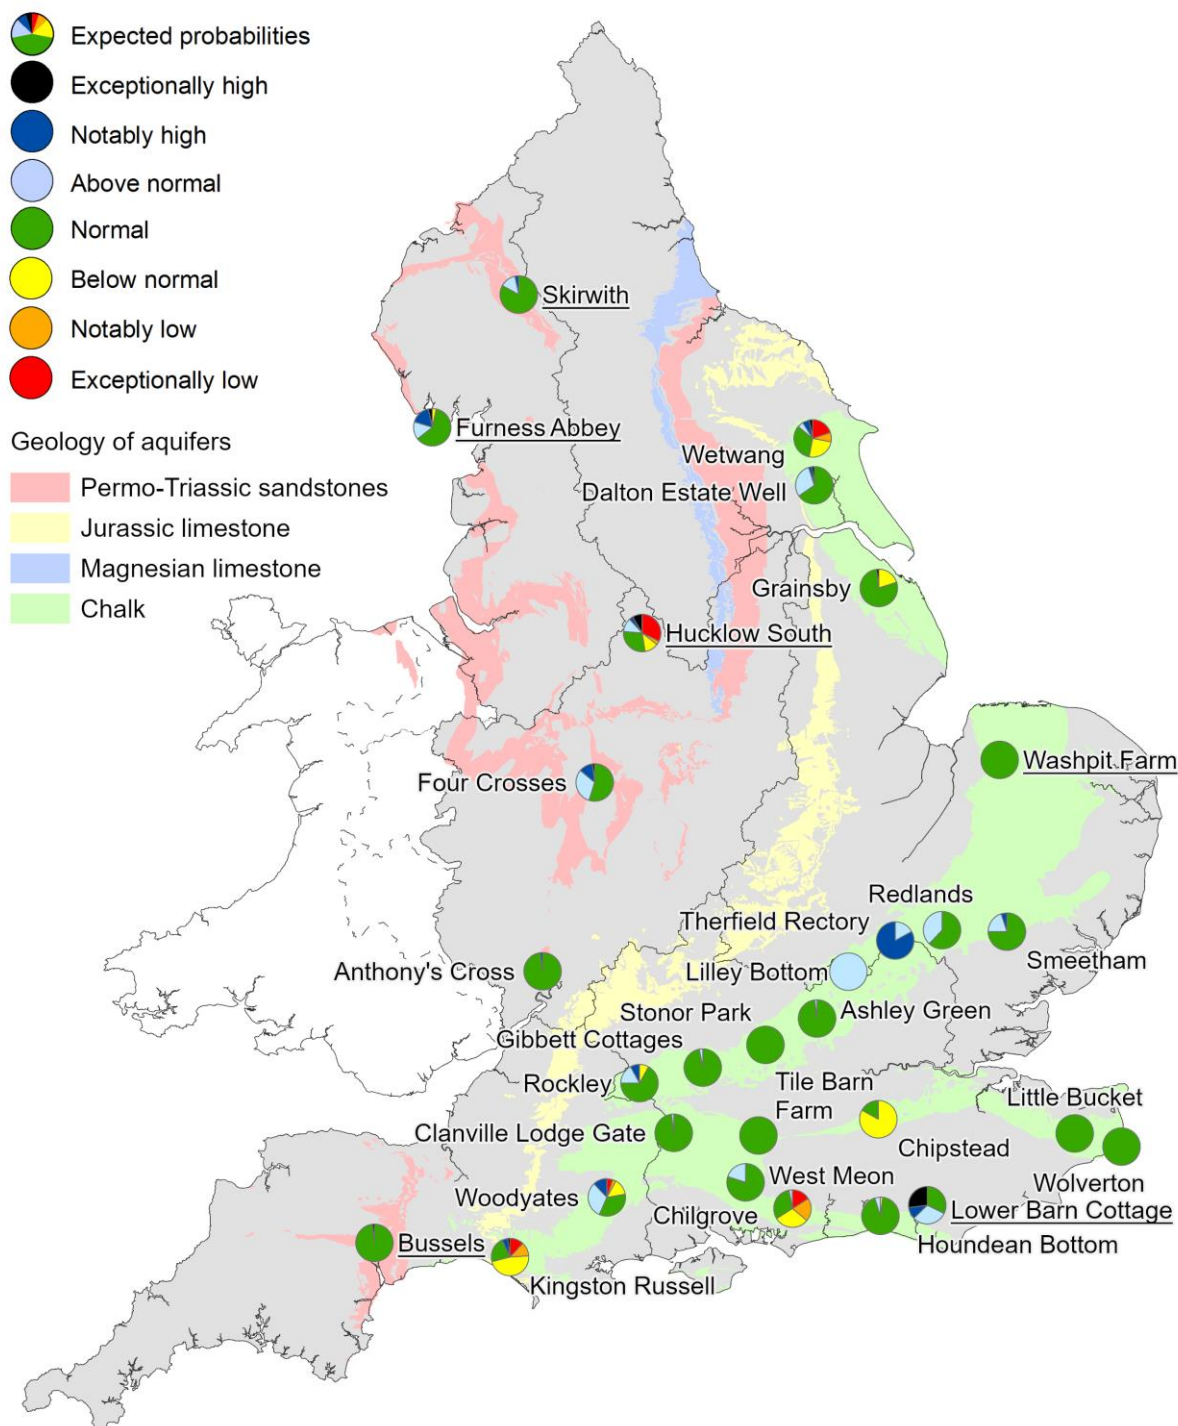 Expected probabilities
Exceptionally high
Notably high
Above normal
Normal
Below normal
Notably low
Exceptionally low
Geology of aquifers
Permo-Triassic sandstones
Jurassic limestone
Magnesian limestone
Chalk
Skirwith
Furness Abbey
Wetwang
Dalton Estate Well
Grainsby
Hucklow South
Washpit Farm
Four Crosses
Redlands
Therfield Rectory
Smeetham
Anthony's Cross
Lilley Bottom
Stonor Park
Ashley Green
Gibbett Cottages
Rockley
Tile Barn
Farm
Little Bucket
Clanville Lodge Gate
Chipstead
Wolverton
West Meon
Woodyates
Chilgrove
Lower Barn Cottage
Houndean Bottom
Bussels
Kingston Russell